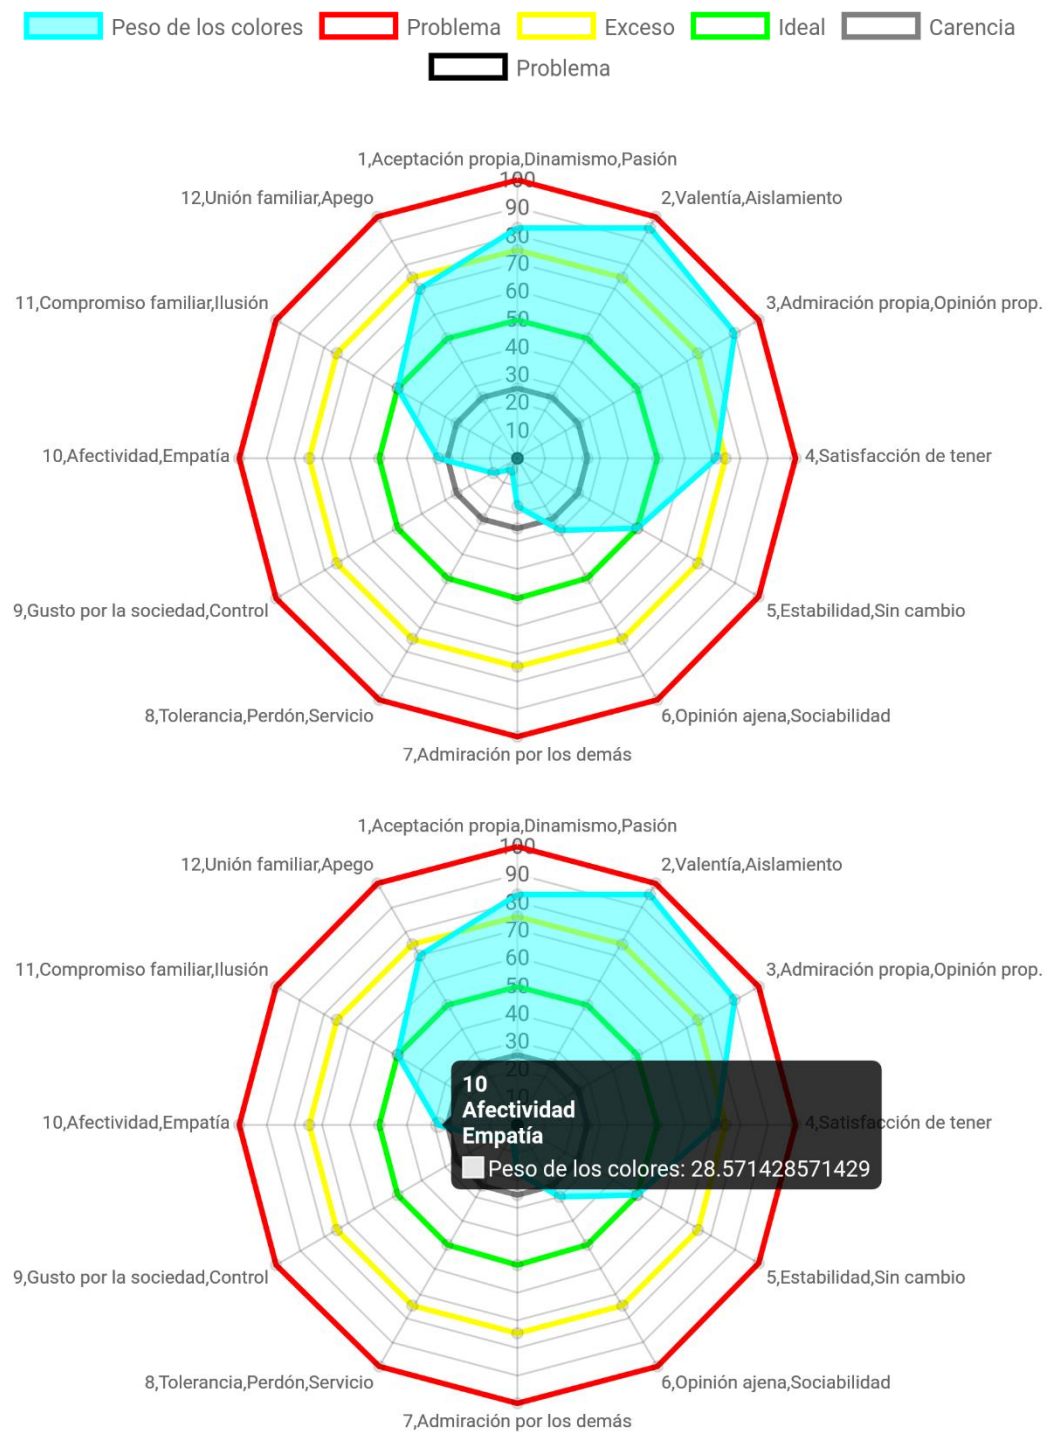 Peso de los colores Problema Exceso Ideal Carencia
Problema
1,Aceptación propia,Dinamismo,Pasión
12,Unión familiar,Apego
2,Valentía,Aislamiento
11,Compromiso familiar,Ilusión
3,Admiración propia,Opinión prop.
10,Afectividad,Empatía
4,Satisfacción de tener
9,Gusto por la sociedad,Control
5,Estabilidad,Sin cambio
8,Tolerancia,Perdón,Servicio
6,Opinión ajena,Sociabilidad
7,Admiración por los demás
100
90
80
70
60
50
40
30
20
10
1,Aceptación propia,Dinamismo,Pasión
12,Unión familiar,Apego
2,Valentía,Aislamiento
11,Compromiso familiar,Ilusión
3,Admiración propia,Opinión prop.
10,Afectividad,Empatía
4,Satisfacción de tener
9,Gusto por la sociedad,Control
5,Estabilidad,Sin cambio
8,Tolerancia,Perdón,Servicio
6,Opinión ajena,Sociabilidad
7,Admiración por los demás
100
90
80
70
60
50
40
30
20
10
10
Afectividad
Empatía
Peso de los colores: 28.571428571429